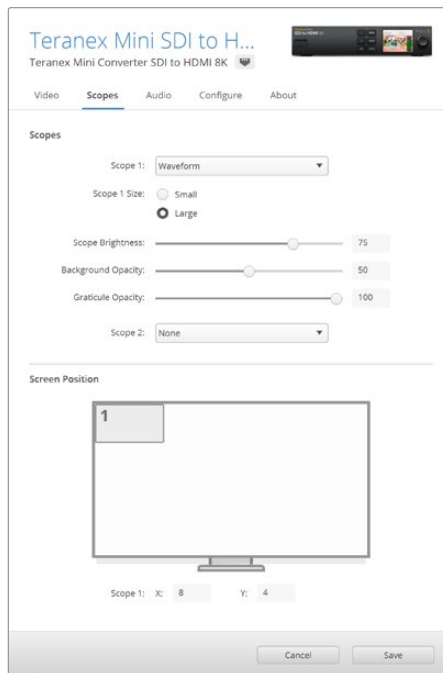 Teranex Mini SDI to H...
Teranex Mini Converter SDI to HDMI 8K
Video Scopes Audio Configure About
Scopes
Scope 1: Waveform
Scope 1 Size: Small
Large
Scope Brightness: 75
Background Opacity: 50
Graticule Opacity: 100
Scope 2: None
Screen Position
1
Scope 1: X: 8 Y: 4
Cancel Save